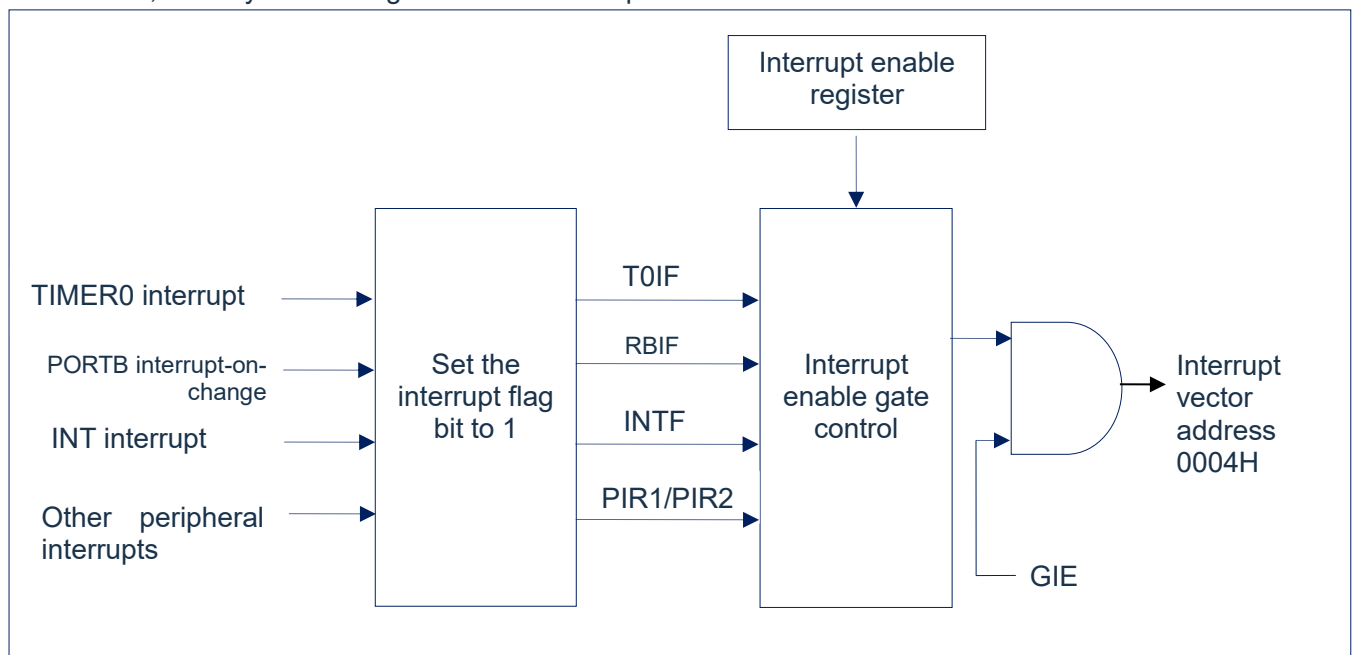 Interrupt enable
register
TIMER0 interrupt
PORTB interrupt-on-
change
INT interrupt
Other peripheral
interrupts
Set the
interrupt flag
bit to 1
T0IF
RBIF
INTF
PIR1/PIR2
Interrupt
enable gate
control
Interrupt
vector
address
0004H
GIE